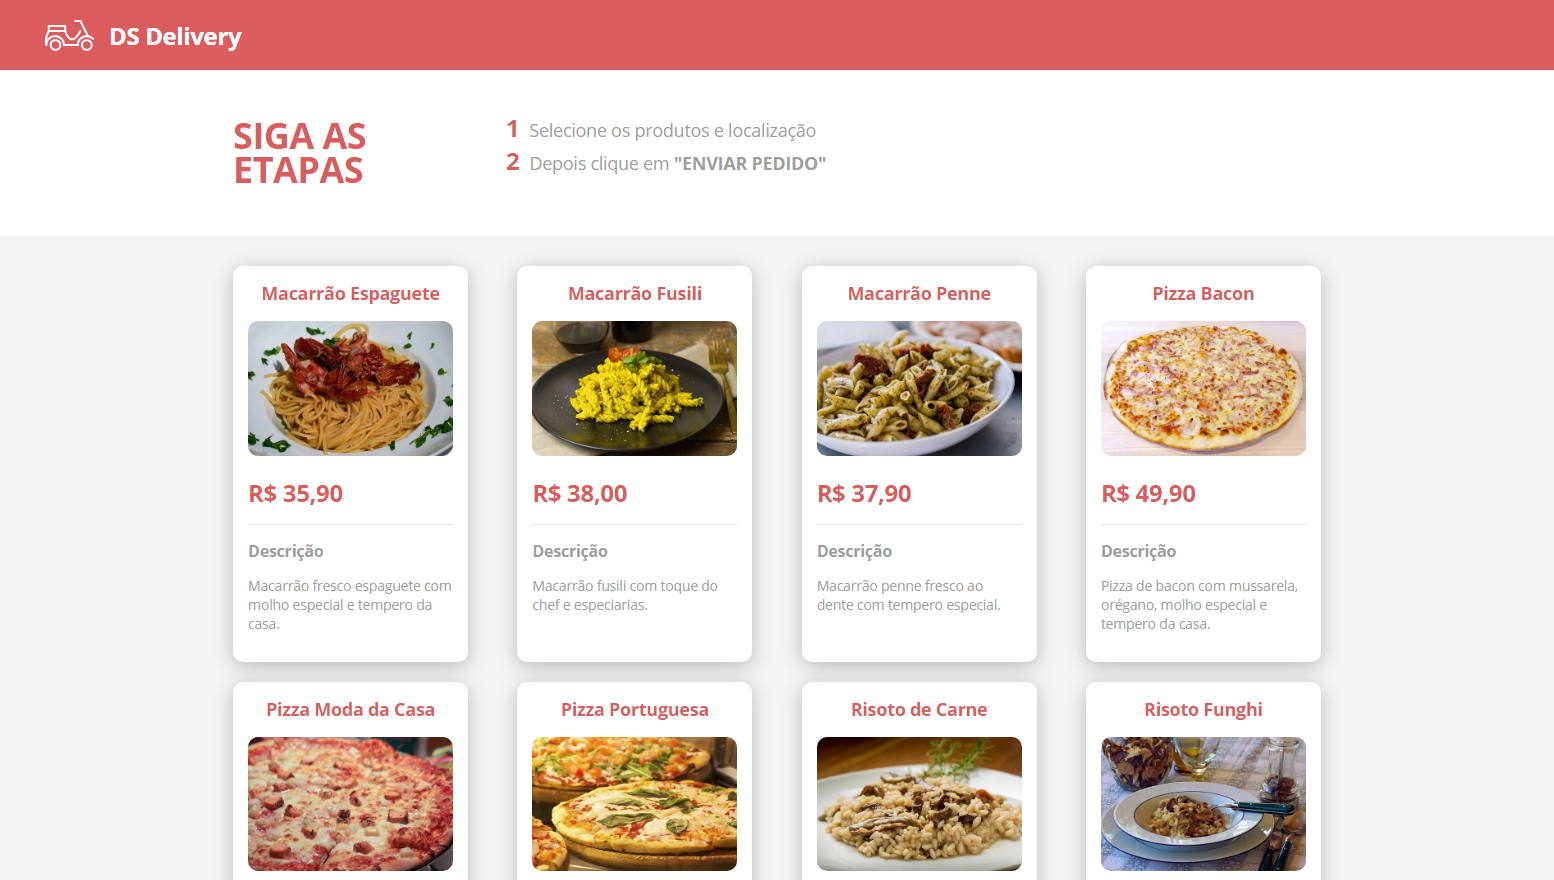 DS Delivery
SIGA AS
ETAPAS
1 Selecione os produtos e localização
2 Depois clique em "ENVIAR PEDIDO"
Macarrão Espaguete
R$ 35,90
Descrição
Macarrão fresco espaguete com
molho especial e tempero da
casa.
Macarrão Fusili
R$ 38,00
Descrição
Macarrão fusili com toque do
chef e especiarias.
Macarrão Penne
R$ 37,90
Descrição
Macarrão penne fresco ao
dente com tempero especial.
Pizza Bacon
R$ 49,90
Descrição
Pizza de bacon com mussarela,
orégano, molho especial e
tempero da casa.
Pizza Moda da Casa
Pizza Portuguesa
Risoto de Carne
Risoto Funghi